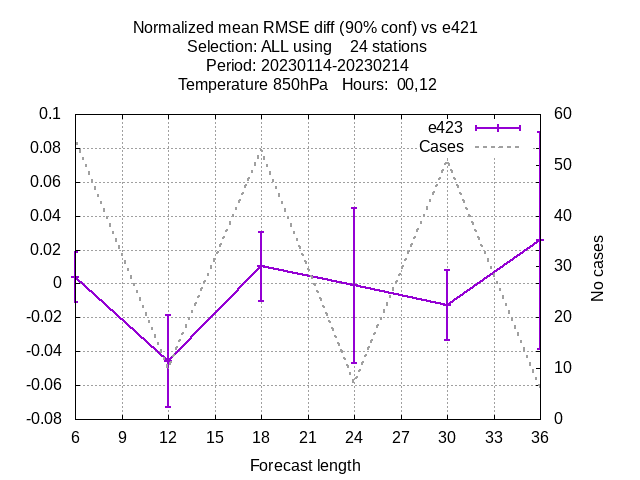 Normalized mean RMSE diff (90% conf) vs e421
Selection: ALL using    24 stations
Period: 20230114-20230214
Temperature 850hPa   Hours:  00,12
0.1
0.08
0.06
0.04
0.02
0
-0.02
-0.04
-0.06
-0.08
60
50
40
30
20
10
0
e423
Cases
No cases
6 9 12 15 18 21 24 27 30 33 36
Forecast length